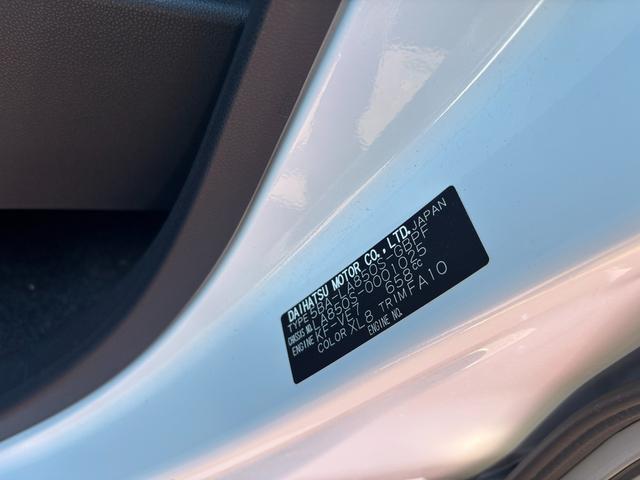 DAIHATSU MOTOR CO., LTD. JAPAN
TYPE 5BA-LA850S-GBPF
CHASSIS NO. LA850S-0001825
ENGINE KF-VE7 658cc
COLOR XL8 TRIM FA10
ENGINE NO.